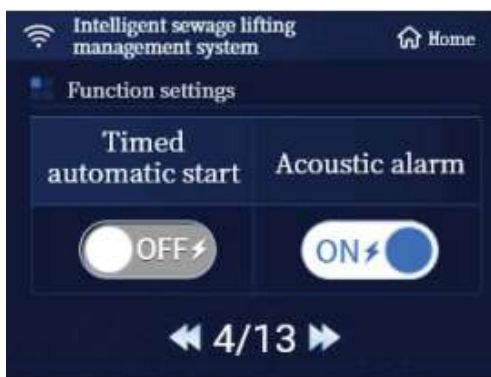 Intelligent sewage lifting
management system
Home
Function settings
Timed
automatic start
Acoustic alarm
OFF
ON
4/13